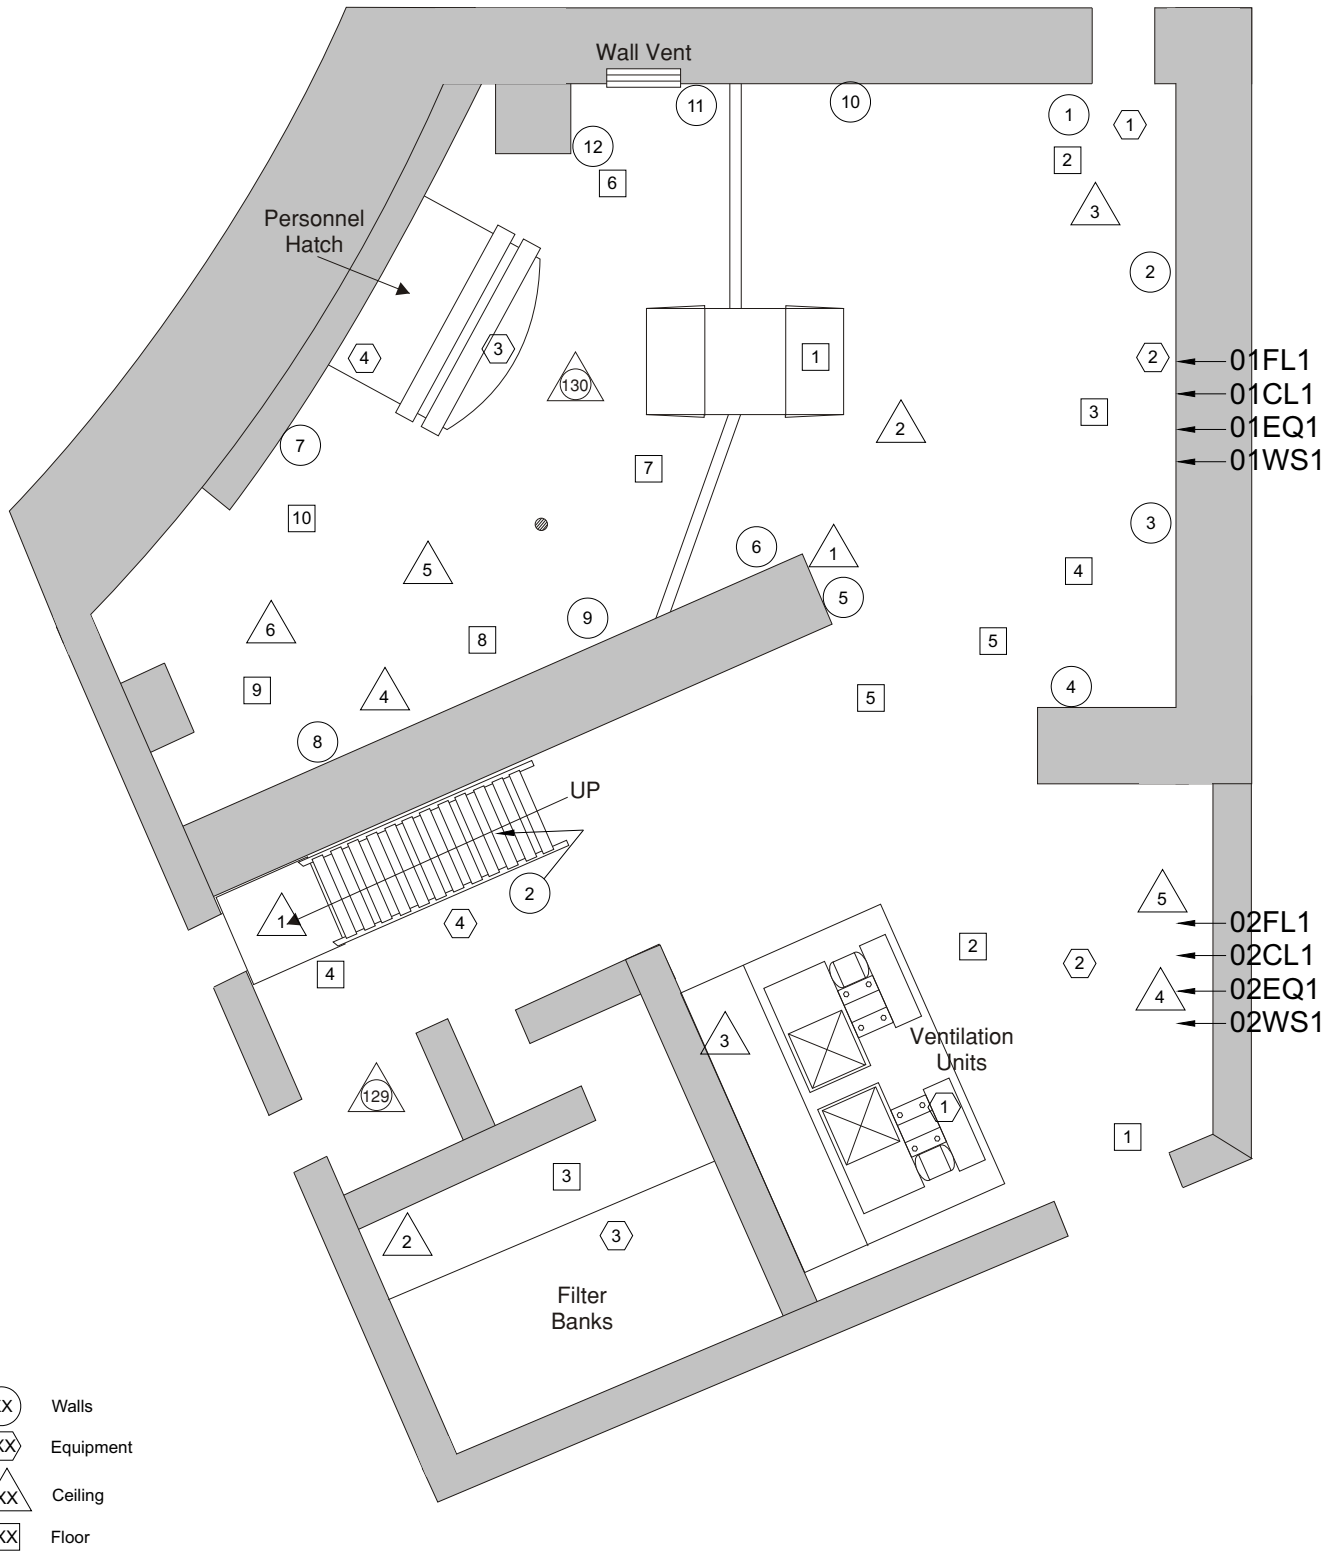 Wall Vent
11
10
1
1
12
2
6
3
Personnel
Hatch
2
4
3
1
2
01FL1
130
01CL1
2
3
01EQ1
7
7
01WS1
10
3
6
1
5
4
5
6
9
8
5
9
4
5
4
8
UP
2
5
1
4
02FL1
4
2
2
02CL1
4
02EQ1
3
02WS1
Ventilation
Units
129
1
1
3
2
3
Filter
Banks
XX
Walls
XX
Equipment
XX
Ceiling
XX
Floor